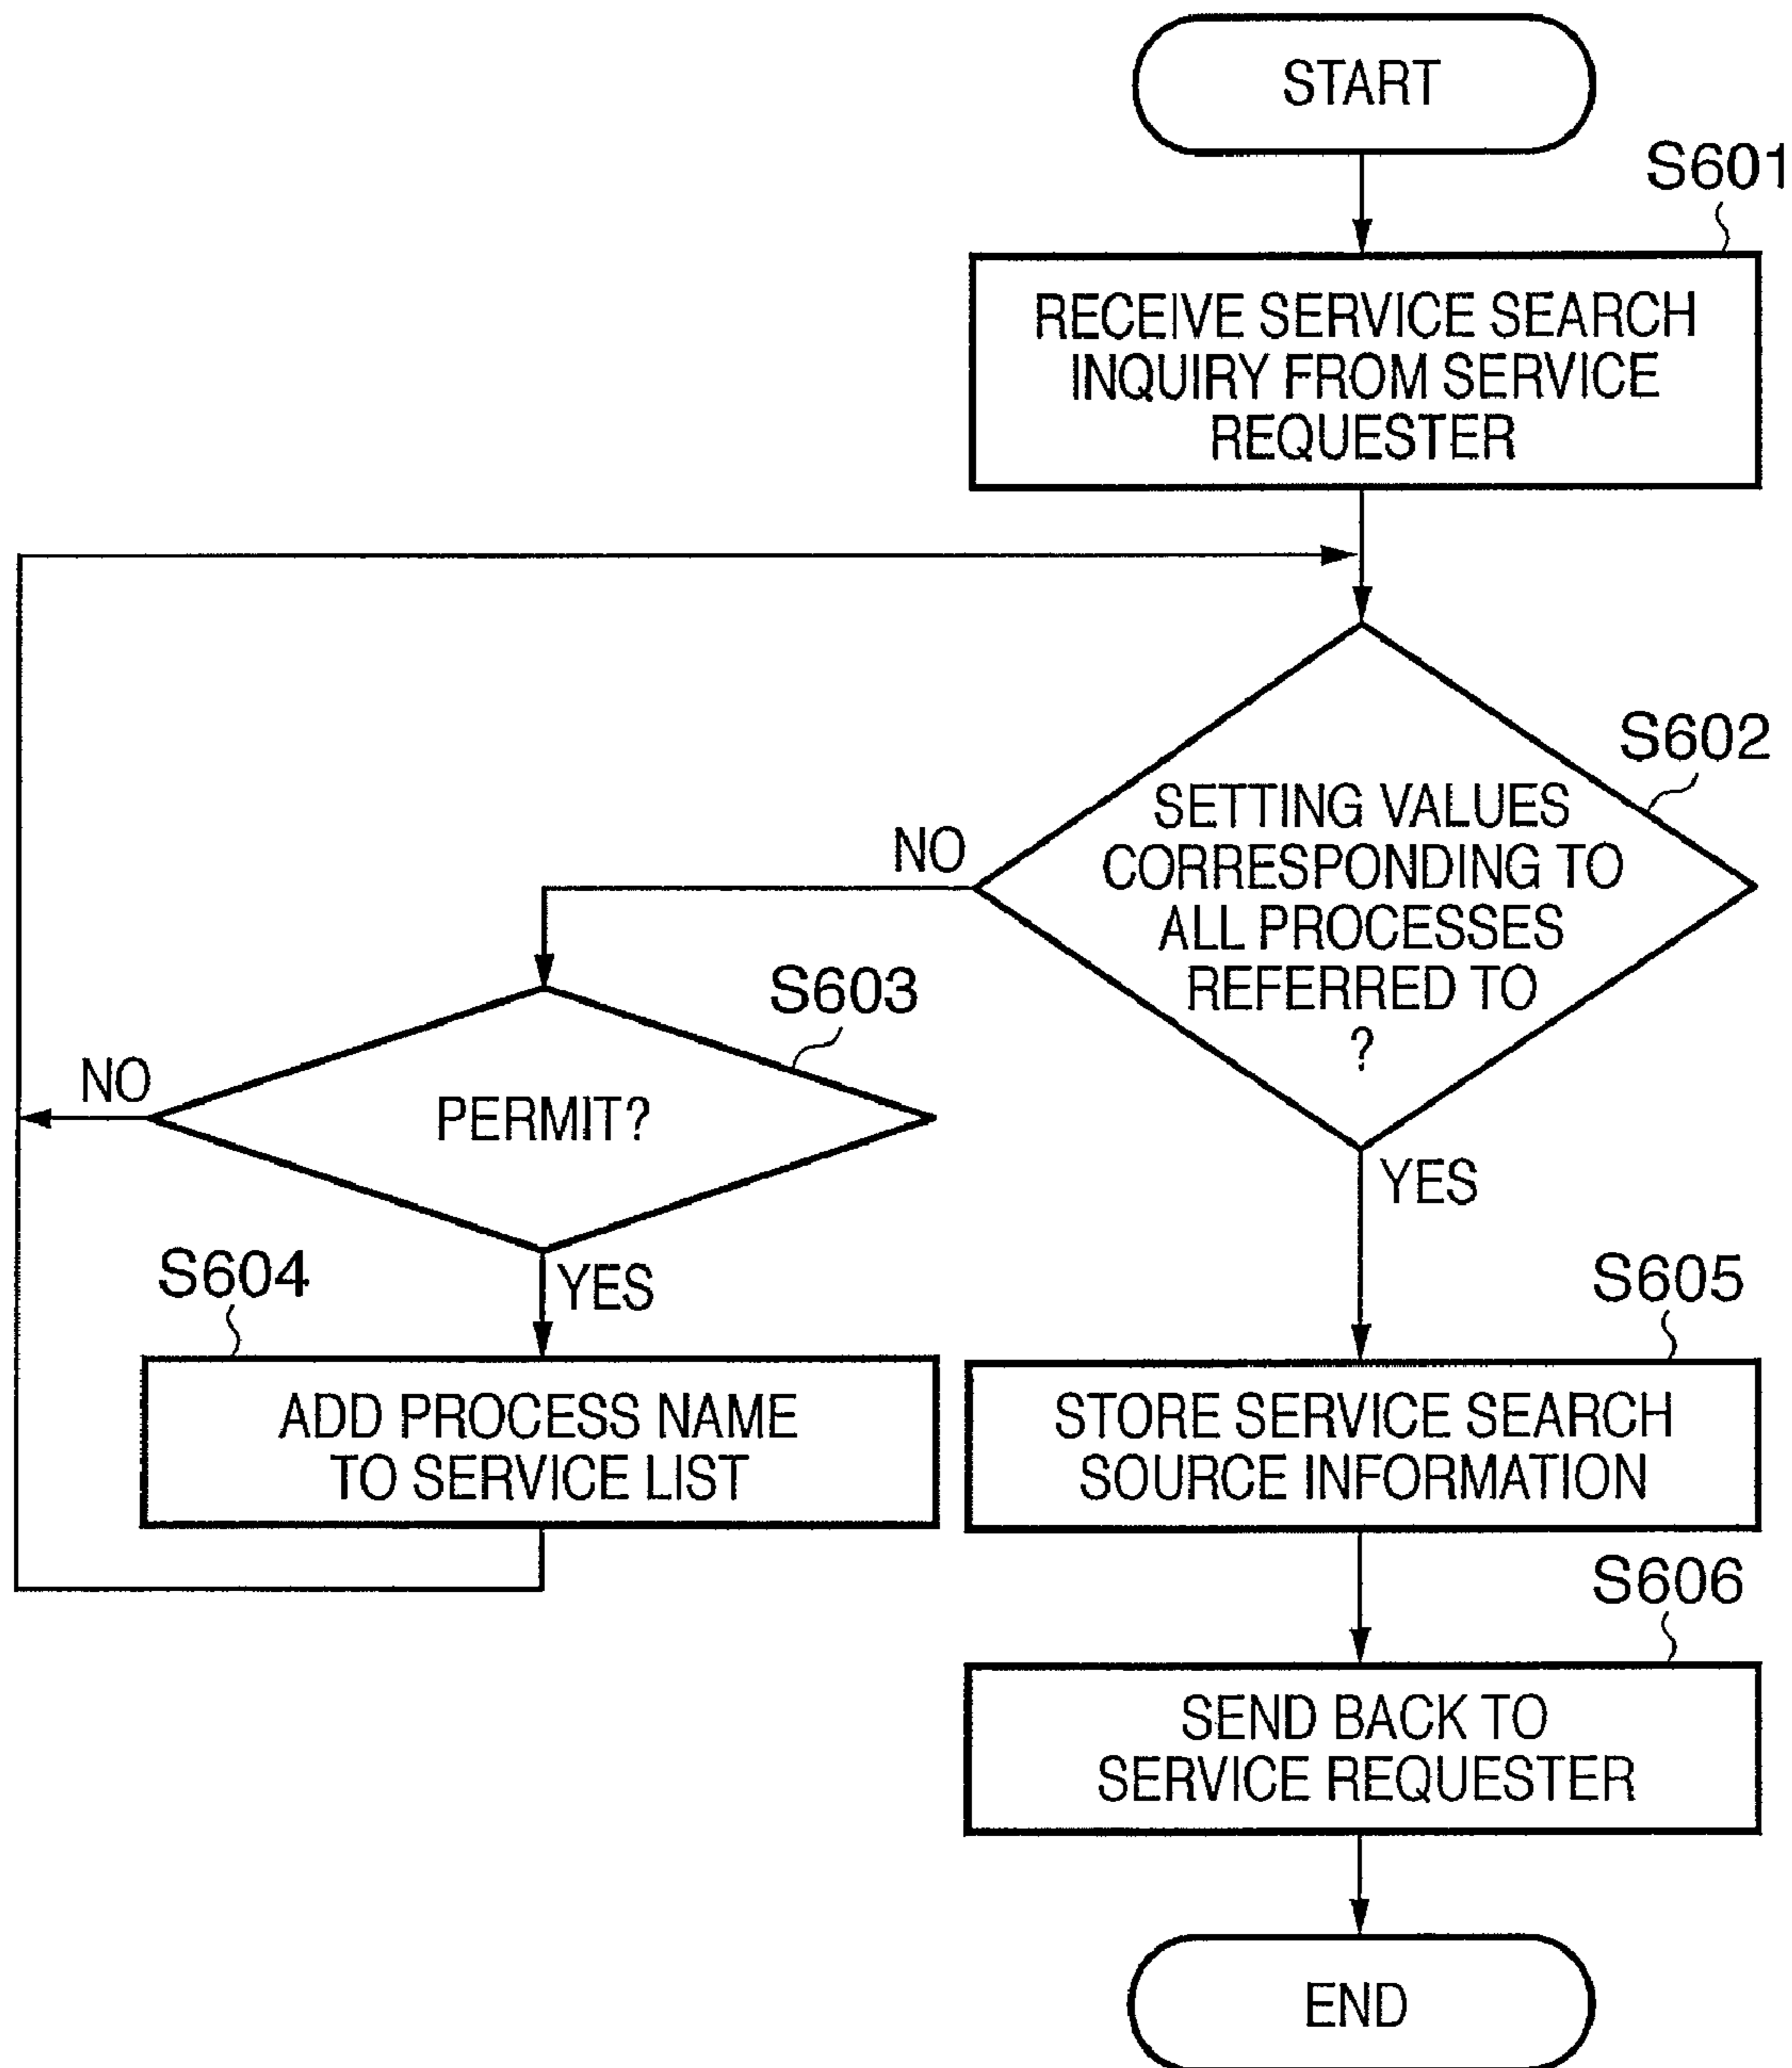 START
S601
RECEIVE SERVICE SEARCH
INQUIRY FROM SERVICE
REQUESTER
S602
SETTING VALUES
CORRESPONDING TO
ALL PROCESSES
REFERRED TO
?
NO
S603
PERMIT?
NO
YES
YES
S604
ADD PROCESS NAME
TO SERVICE LIST
S605
STORE SERVICE SEARCH
SOURCE INFORMATION
S606
SEND BACK TO
SERVICE REQUESTER
END